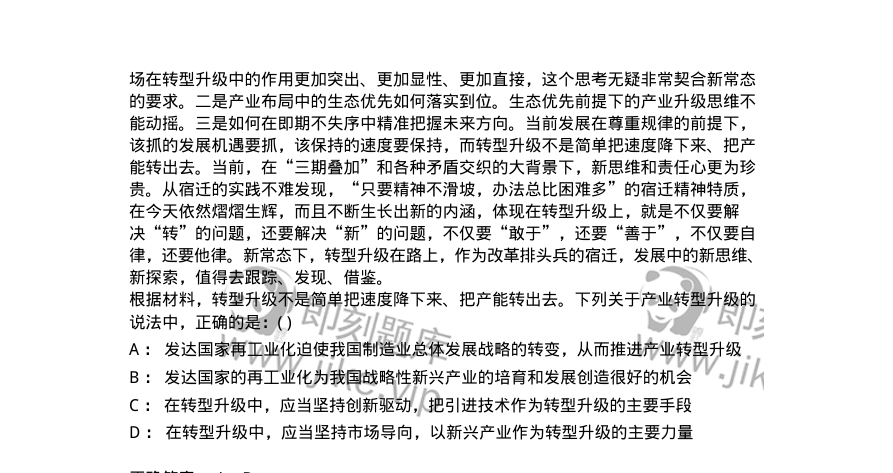 场在转型升级中的作用更加突出、更加显性、更加直接，这个思考无疑非常契合新常态
的要求。二是产业布局中的生态优先如何落实到位。生态优先前提下的产业升级思维不
能动摇。三是如何在即期不失序中精准把握未来方向。当前发展在尊重规律的前提下，
该抓的发展机遇要抓，该保持的速度要保持，而转型升级不是简单把速度降下来、把产
能转出去。当前，在“三期叠加”和各种矛盾交织的大背景下，新思维和责任心更为珍
贵。从宿迁的实践不难发现，“只要精神不滑坡，办法总比困难多”的宿迁精神特质，
在今天依然熠熠生辉，而且不断生长出新的内涵，体现在转型升级上，就是不仅要解
决“转”的问题，还要解决“新”的问题，不仅要“敢于”，还要“善于”，不仅要自
律，还要他律。新常态下，转型升级在路上，作为改革排头兵的宿迁，发展中的新思维、
新探索，值得去跟踪、发现、借鉴。
根据材料，转型升级不是简单把速度降下来、把产能转出去。下列关于产业转型升级的
说法中，正确的是：( )
A ： 发达国家再工业化迫使我国制造业总体发展战略的转变，从而推进产业转型升级
B ： 发达国家的再工业化为我国战略性新兴产业的培育和发展创造很好的机会
C ： 在转型升级中，应当坚持创新驱动，把引进技术作为转型升级的主要手段
D ： 在转型升级中，应当坚持市场导向，以新兴产业作为转型升级的主要力量
即刻题库
www.jike.vip